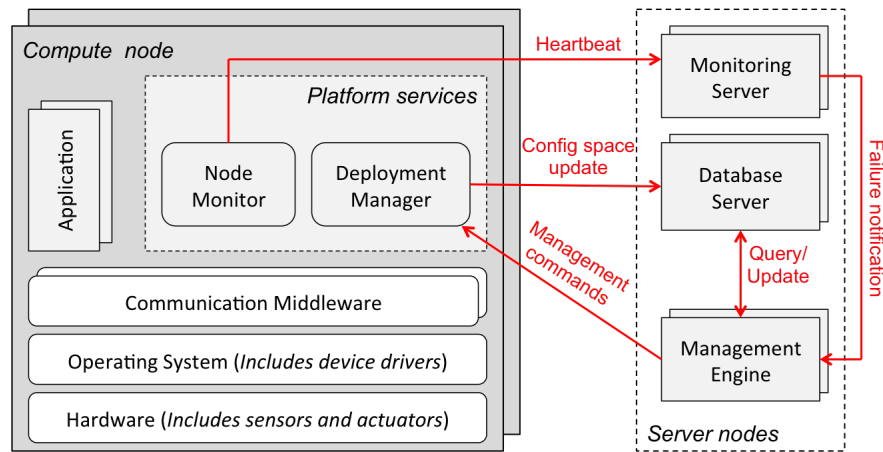 Compute node
Platform services
Application
Node
Monitor
Deployment
Manager
Communication Middleware
Operating System (Includes device drivers)
Hardware (Includes sensors and actuators)
Heartbeat
Config space
update
Management
commands
Monitoring
Server
Database
Server
Query/
Update
Management
Engine
Server nodes
Failure notification